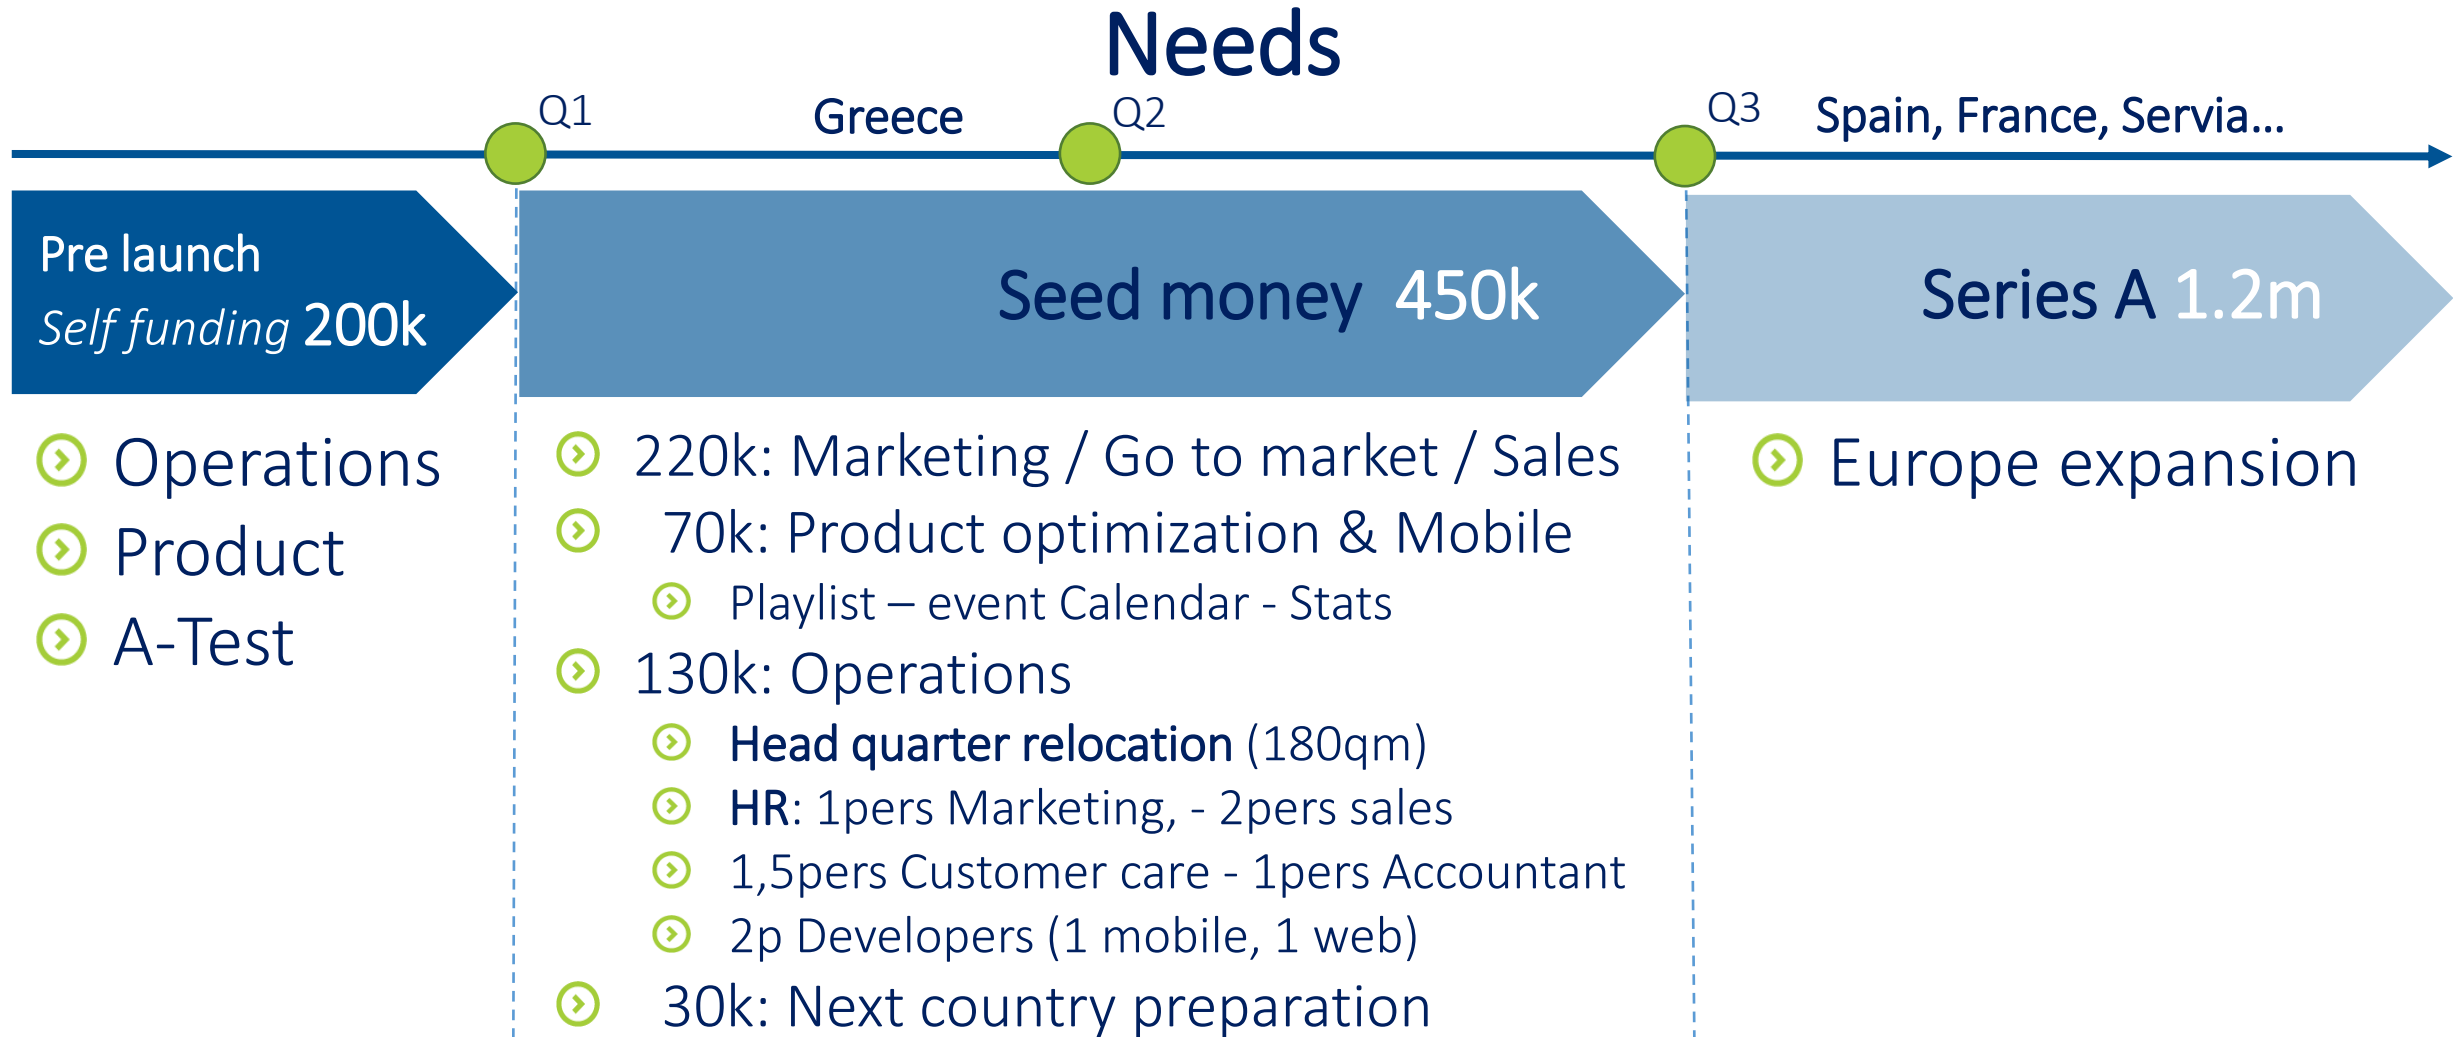 Needs
Q1
Greece
Q2
Q3
Spain, France, Servia...
Pre launch
Self funding 200k
Seed money 450k
Series A 1.2m
Operations
Product
A-Test
220k: Marketing / Go to market / Sales
70k: Product optimization & Mobile
Playlist – event Calendar - Stats
130k: Operations
Head quarter relocation (180qm)
HR: 1pers Marketing, - 2pers sales
1,5pers Customer care - 1pers Accountant
2p Developers (1 mobile, 1 web)
30k: Next country preparation
Europe expansion